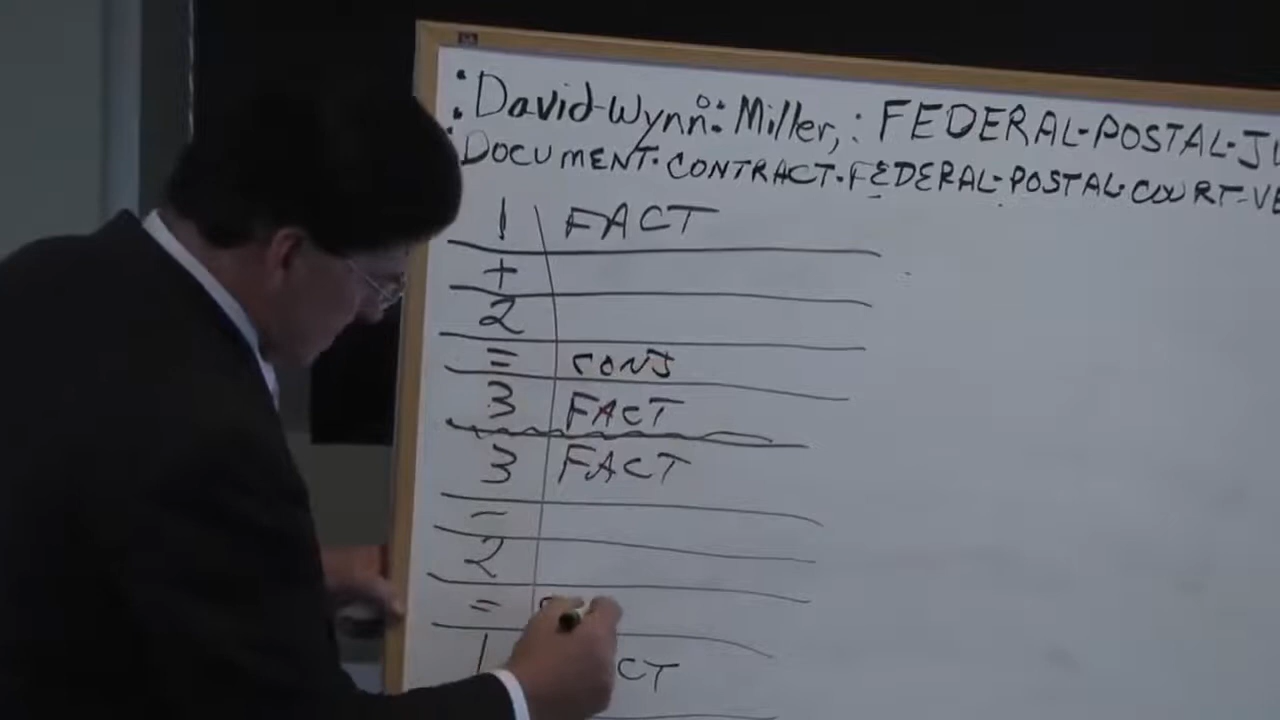 :David-Wynn: Miller,: FEDERAL-POSTAL-
:DOCUMENT-CONTRACT-FEDERAL-POSTAL-COURT-
1 FACT
+
2
= CONJ
3 FACT
3 FACT
-
2
=
1